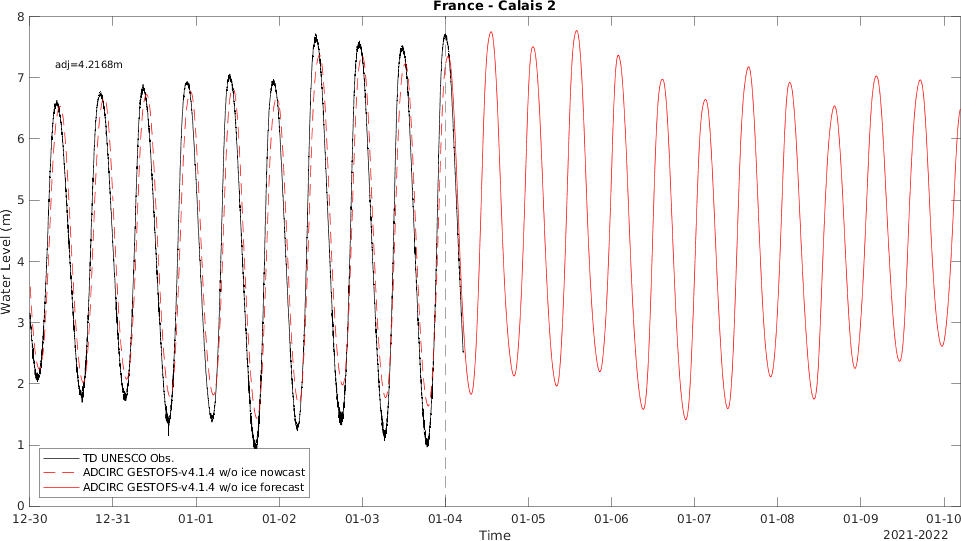 France - Calais 2
8
adj=4.2168m
7
6
5
4
3
2
1
0
Water Level (m)
TD UNESCO Obs.
ADCIRC GESTOFS-v4.1.4 w/o ice nowcast
ADCIRC GESTOFS-v4.1.4 w/o ice forecast
12-30 12-31 01-01 01-02 01-03 01-04 01-05 01-06 01-07 01-08 01-09 01-10
Time
2021-2022